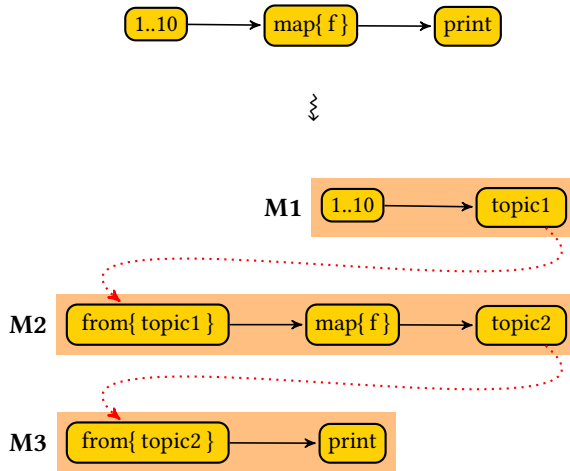 1..10 map{ f } print
M1 1..10 topic1
M2 from{ topic1 } map{ f } topic2
M3 from{ topic2 } print